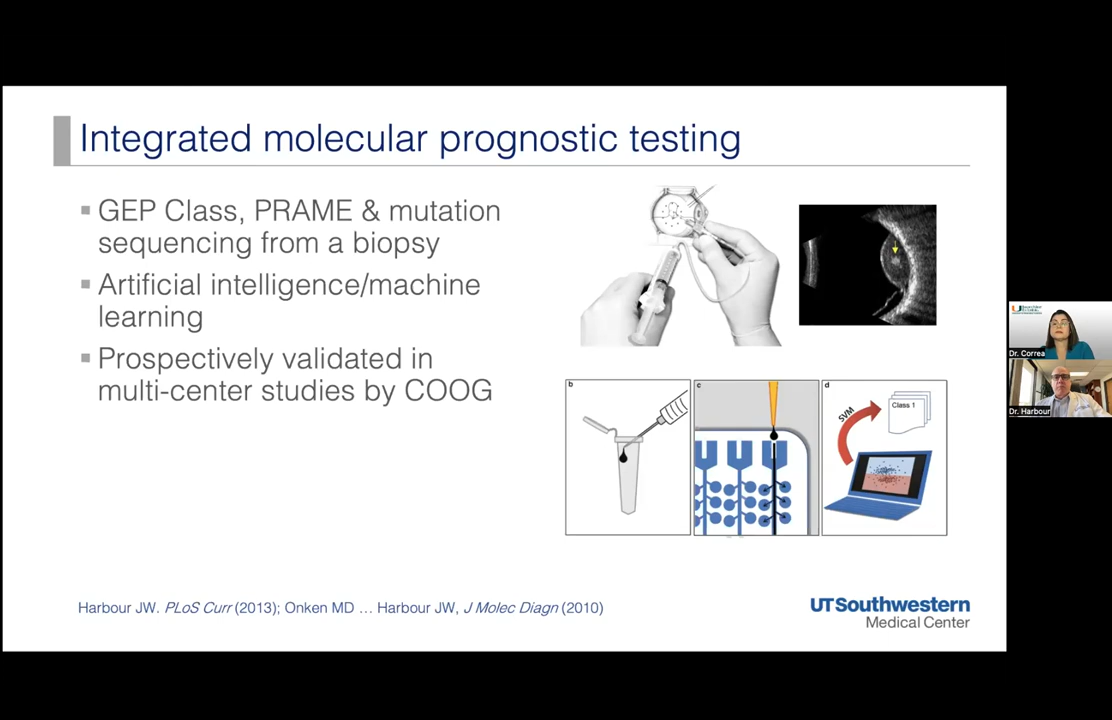 Integrated molecular prognostic testing
GEP Class, PRAME & mutation
sequencing from a biopsy
Artificial intelligence/machine
learning
Prospectively validated in
multi-center studies by COOG
b
c
d
SVM
Class 1
Harbour JW. PLoS Curr (2013); Onken MD … Harbour JW, J Molec Diagn (2010)
UTSouthwestern
Medical Center
Dr. Correa
Dr. Harbour